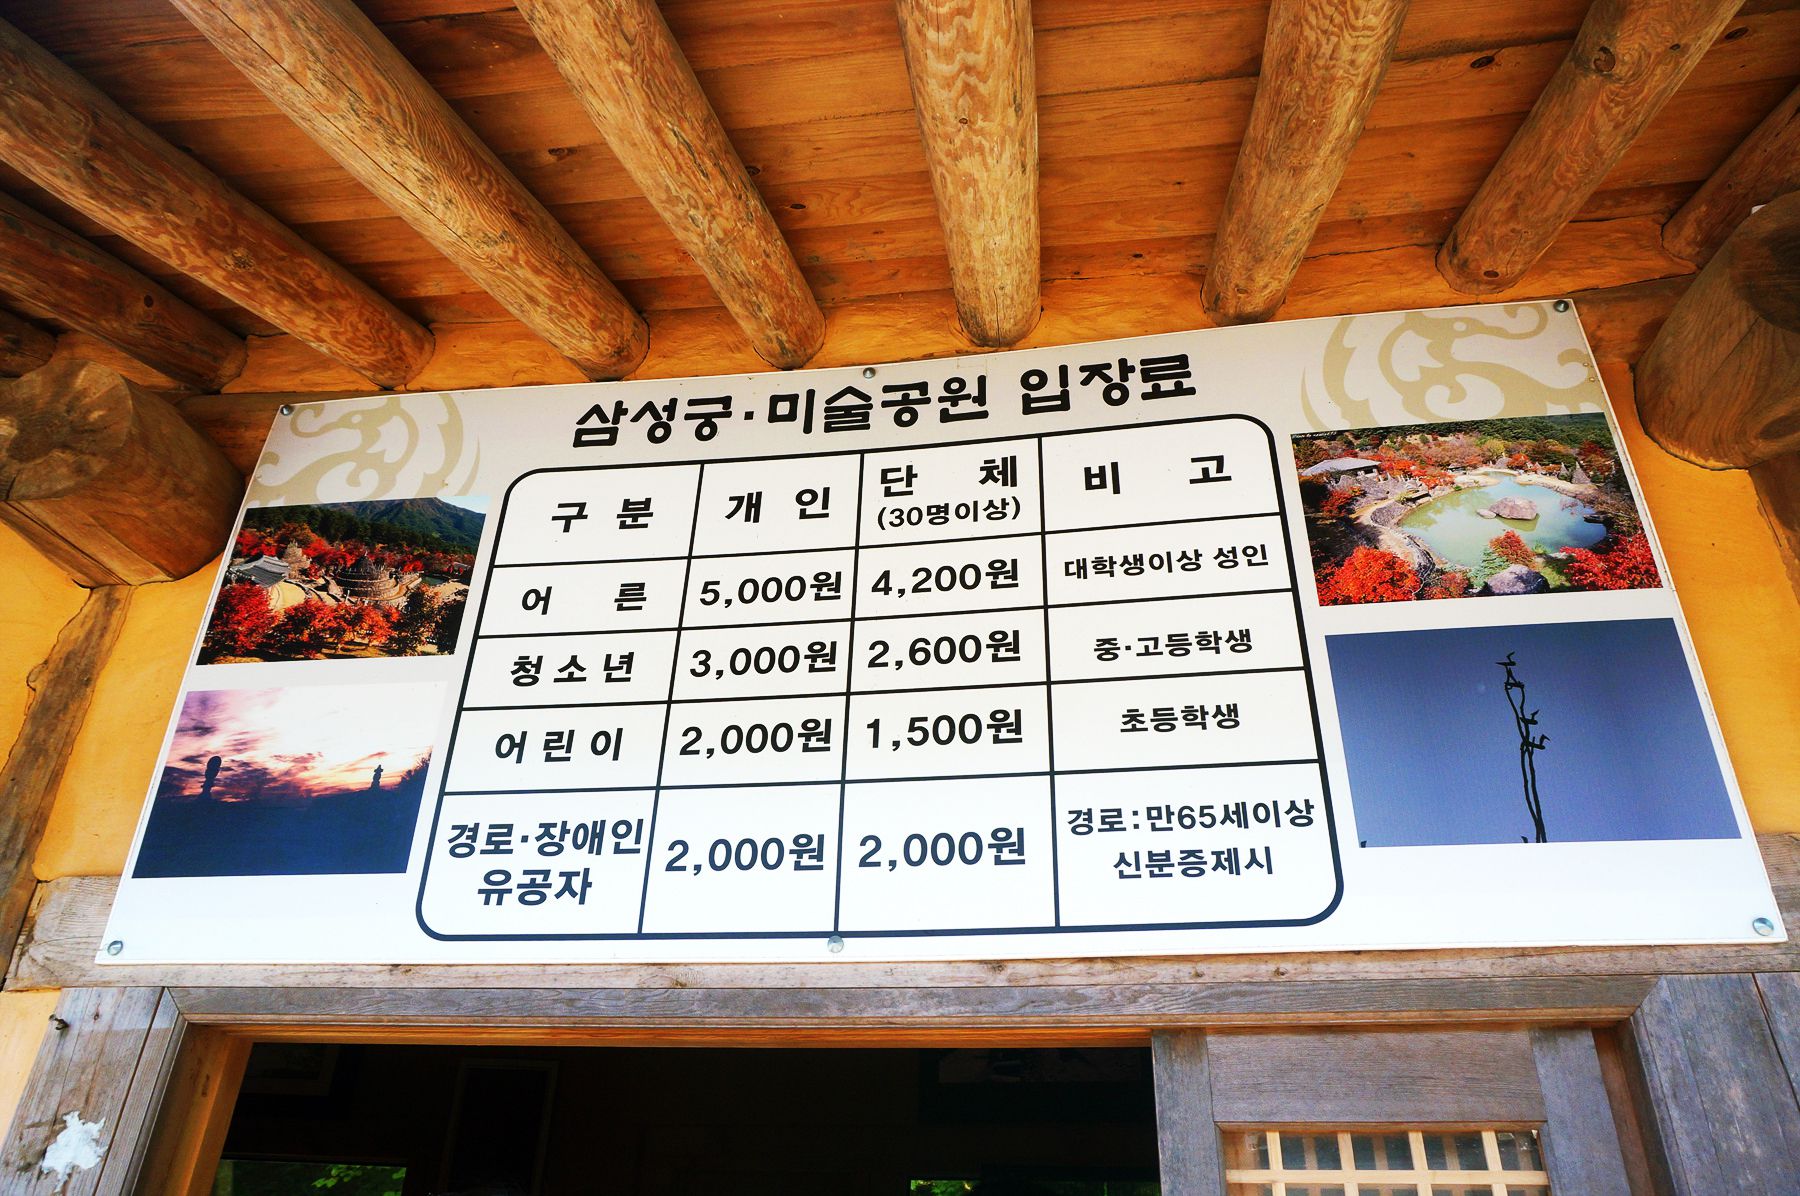 삼성궁·미술공원 입장료
구분 개인 단체 비고
(30명이상)
어른 5,000원 4,200원 대학생이상 성인
청소년 3,000원 2,600원 중·고등학생
어린이 2,000원 1,500원 초등학생
경로·장애인
유공자 2,000원 2,000원 경로:만65세이상
신분증제시